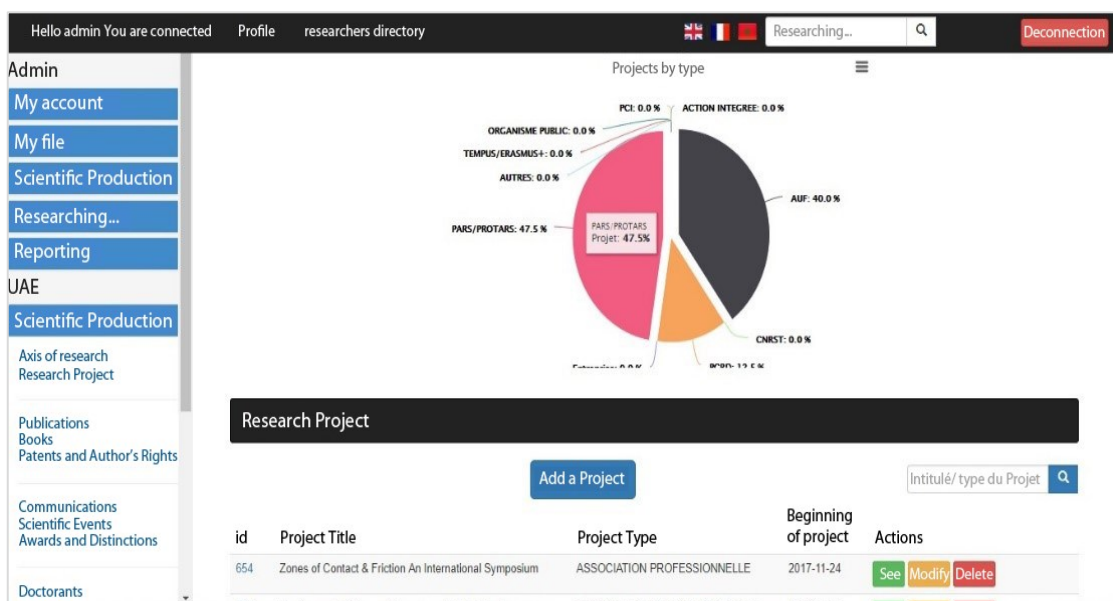 Hello admin You are connected Profile researchers directory Researching... Deconnection
Admin
My account
My file
Scientific Production
Researching...
Reporting
UAE
Scientific Production
Axis of research
Research Project
Publications
Books
Patents and Author's Rights
Communications
Scientific Events
Awards and Distinctions
Doctorants
Projects by type
PCI: 0.0 %
ACTION INTEGREE: 0.0 %
ORGANISME PUBLIC: 0.0 %
TEMPUS/ERASMUS+: 0.0 %
AUTRES: 0.0 %
AUF: 40.0 %
PARS/PROTARS: 47.5 %
PARS/PROTARS
Projet: 47.5%
CNRST: 0.0 %
Research Project
Add a Project
Intitulé/ type du Projet
id Project Title Project Type Beginning of project Actions
654 Zones of Contact & Friction An International Symposium ASSOCIATION PROFESSIONNELLE 2017-11-24 See Modify Delete